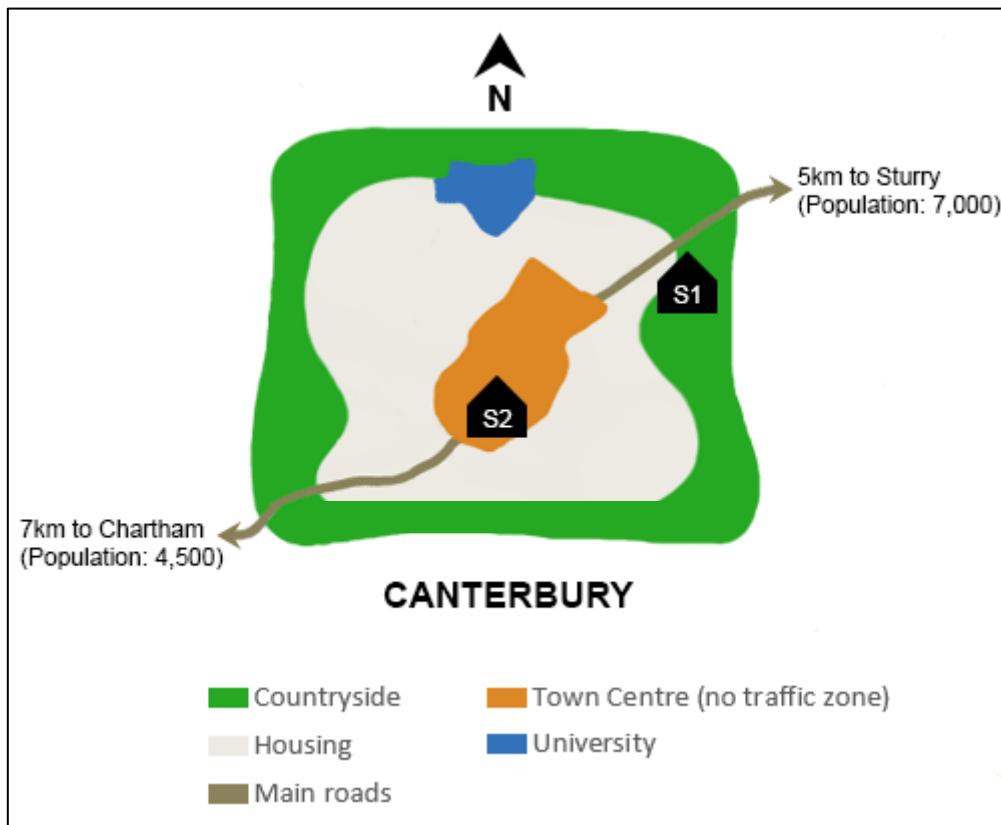 N
5km to Sturry
(Population: 7,000)
S1
S2
7km to Chartham
(Population: 4,500)
CANTERBURY
Countryside
Town Centre (no traffic zone)
Housing
University
Main roads